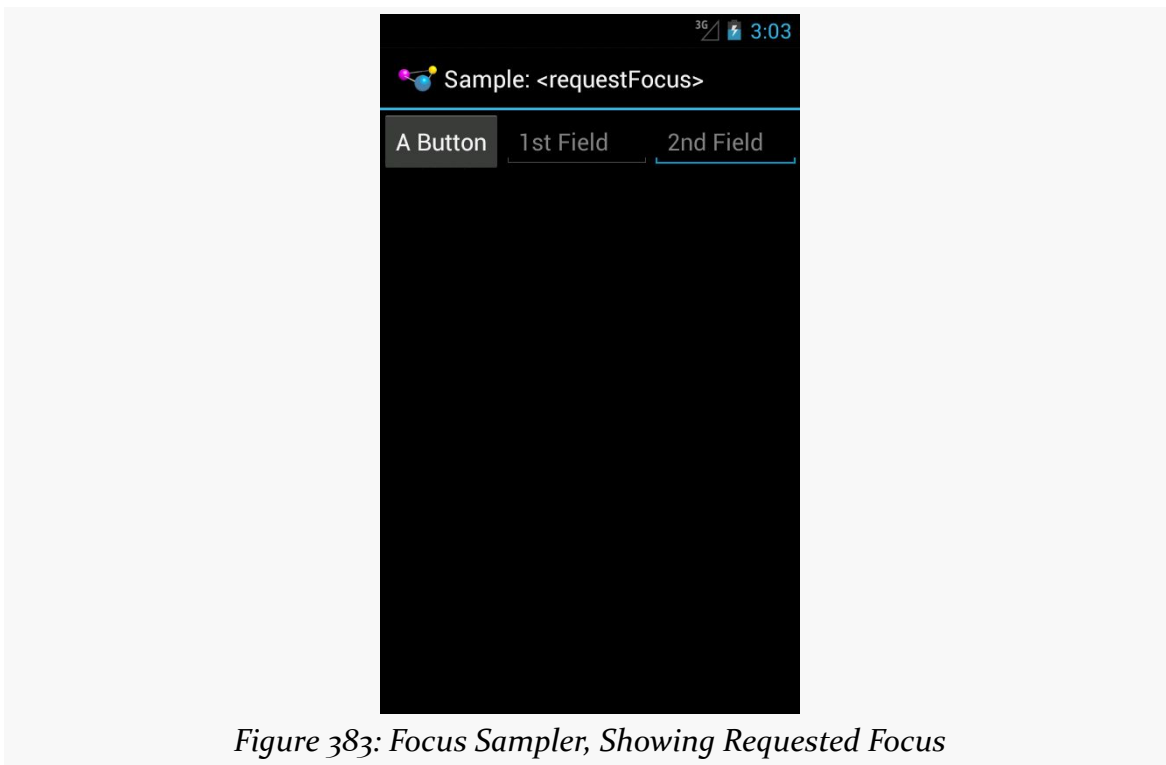 3G 3:03
Sample: <requestFocus>
A Button 1st Field 2nd Field
Figure 383: Focus Sampler, Showing Requested Focus